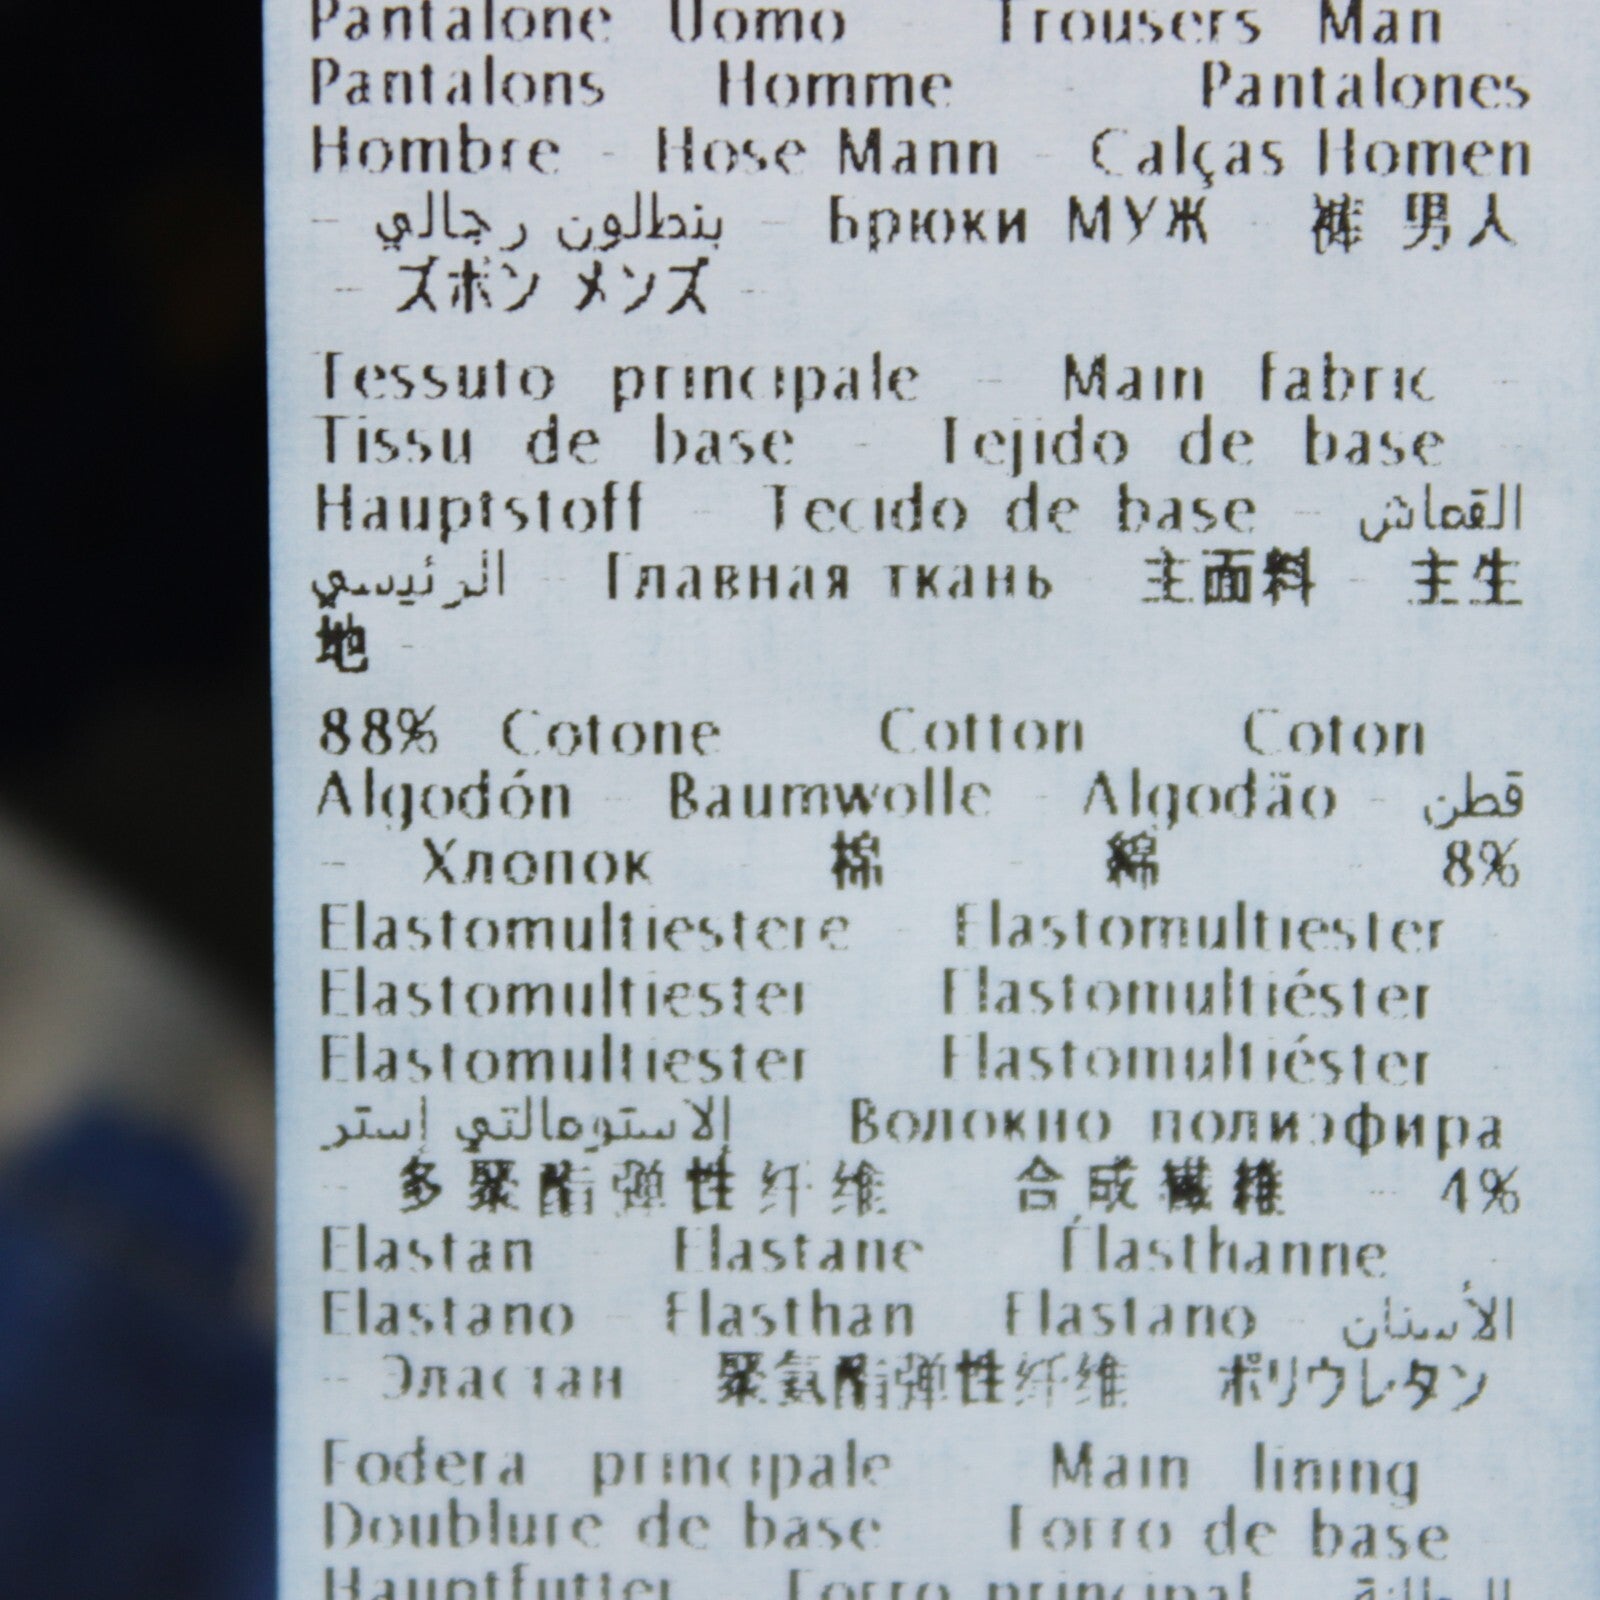 Pantalone Uomo - Trousers Man
Pantalons Homme - Pantalones
Hombre - Hose Mann - Calças Homen
- بنطلون رجالي - Брюки МУЖ - 裤 男人
- ズボン メンズ -
Tessuto principale - Main fabric -
Tissu de base - Tejido de base -
Hauptstoff - Tecido de base - القماش
الرئيسي - Главная ткань - 主面料 - 主生
地 -
88% Cotone - Cotton - Coton -
Algodón - Baumwolle - Algodão - قطن
- Хлопок - 棉 - 綿 - 8%
Elastomultiestere - Elastomultiester -
Elastomultiester - Elastomultiéster -
Elastomultiester - Elastomultiéster -
إلاستومالتي إستر - Волокно полиэфира
- 多聚酯弹性纤维 - 合成繊維 - 4%
Elastan - Elastane - Élasthanne -
Elastano - Elasthan - Elastano - الأستان
- Эластан - 聚氨酯弹性纤维 - ポリウレタン
Fodera principale - Main lining -
Doublure de base - Forro de base -
Hauptfutter - Forro principal -